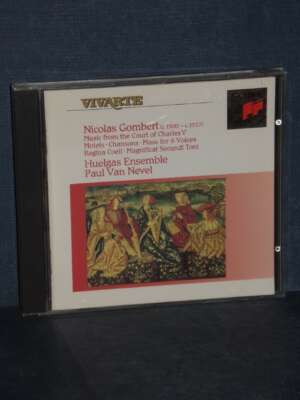 VIVARTE
Nicolas Gombert (c.1500 – c.1557)
Music from the Court of Charles V
Motets · Chansons · Mass for 6 Voices
Regina Coeli · Magnificat Secundi Toni
Huelgas Ensemble
Paul Van Nevel